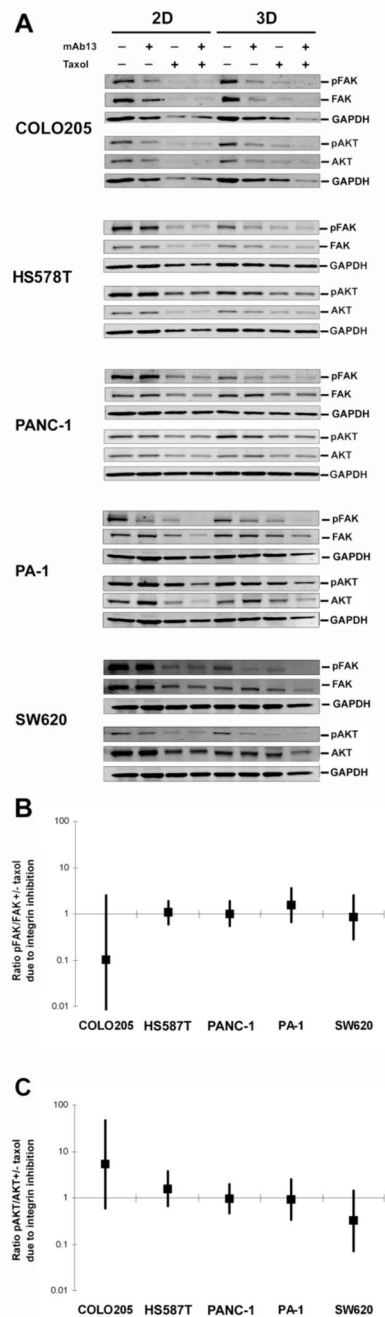 A
2D 3D
mAb13 – + – + – + – +
Taxol – – + + – – + +
COLO205
pFAK
FAK
GAPDH
pAKT
AKT
GAPDH
HS578T
pFAK
FAK
GAPDH
pAKT
AKT
GAPDH
PANC-1
pFAK
FAK
GAPDH
pAKT
AKT
GAPDH
PA-1
pFAK
FAK
GAPDH
pAKT
AKT
GAPDH
SW620
pFAK
FAK
GAPDH
pAKT
AKT
GAPDH
B
Ratio pFAK/FAK +/- taxol
due to integrin inhibition
100
10
1
0.1
0.01
COLO205 HS587T PANC-1 PA-1 SW620
C
Ratio pAKT/AKT+/- taxol
due to integrin inhibition
100
10
1
0.1
0.01
COLO205 HS587T PANC-1 PA-1 SW620